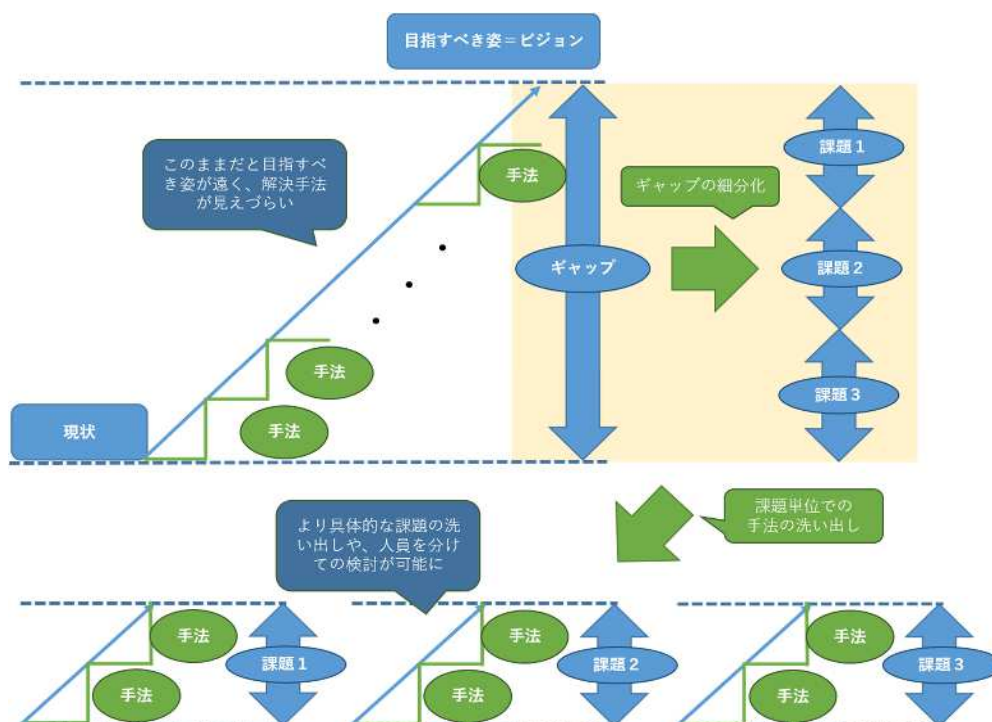 目指すべき姿＝ビジョン
このままだと目指すべ
き姿が遠く、解決手法
が見えづらい
手法
ギャップの細分化
課題１
ギャップ
課題２
手法
課題３
手法
現状
より具体的な課題の洗
い出しや、人員を分け
ての検討が可能に
課題単位での
手法の洗い出し
手法
課題１
手法
手法
課題２
手法
手法
課題３
手法